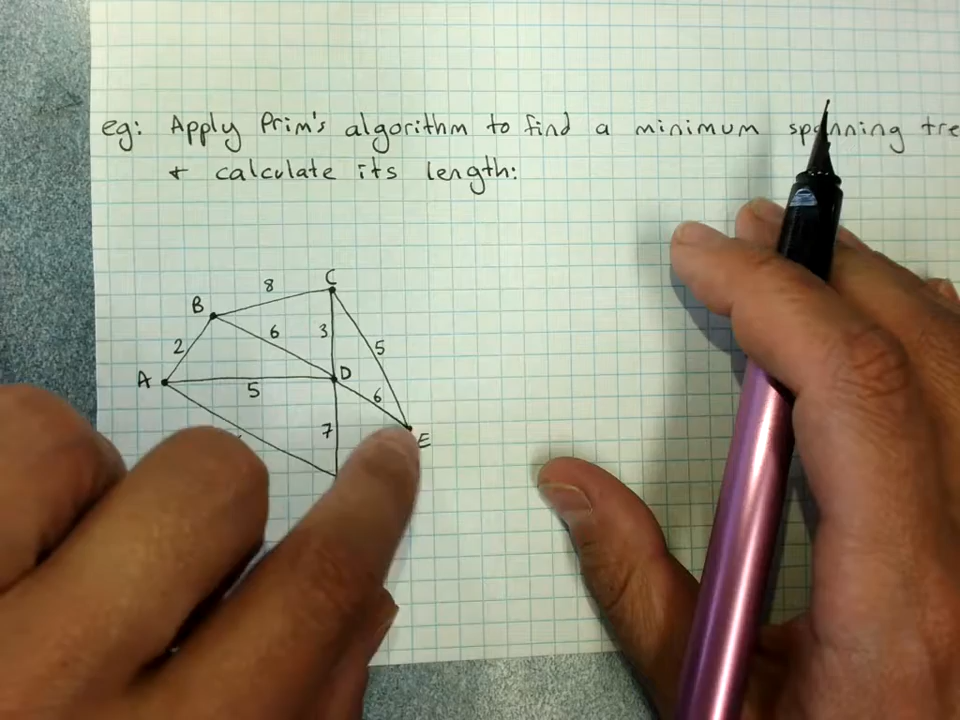 eg: Apply Prim's algorithm to find a minimum spanning tre
+ calculate its length:
C
8
B
6
3
2
5
A
D
5
6
7
E